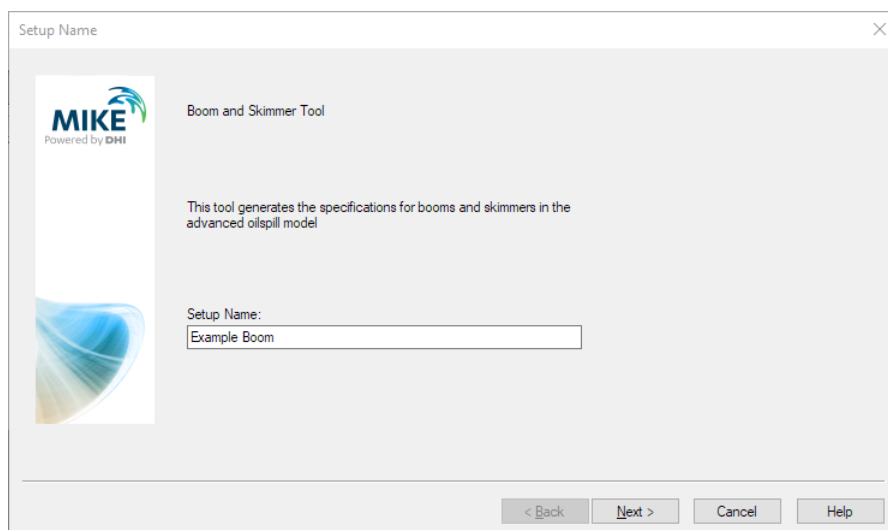 Setup Name
MIKE
Powered by DHI
Boom and Skimmer Tool
This tool generates the specifications for booms and skimmers in the
advanced oilspill model
Setup Name:
Example Boom
< Back
Next >
Cancel
Help